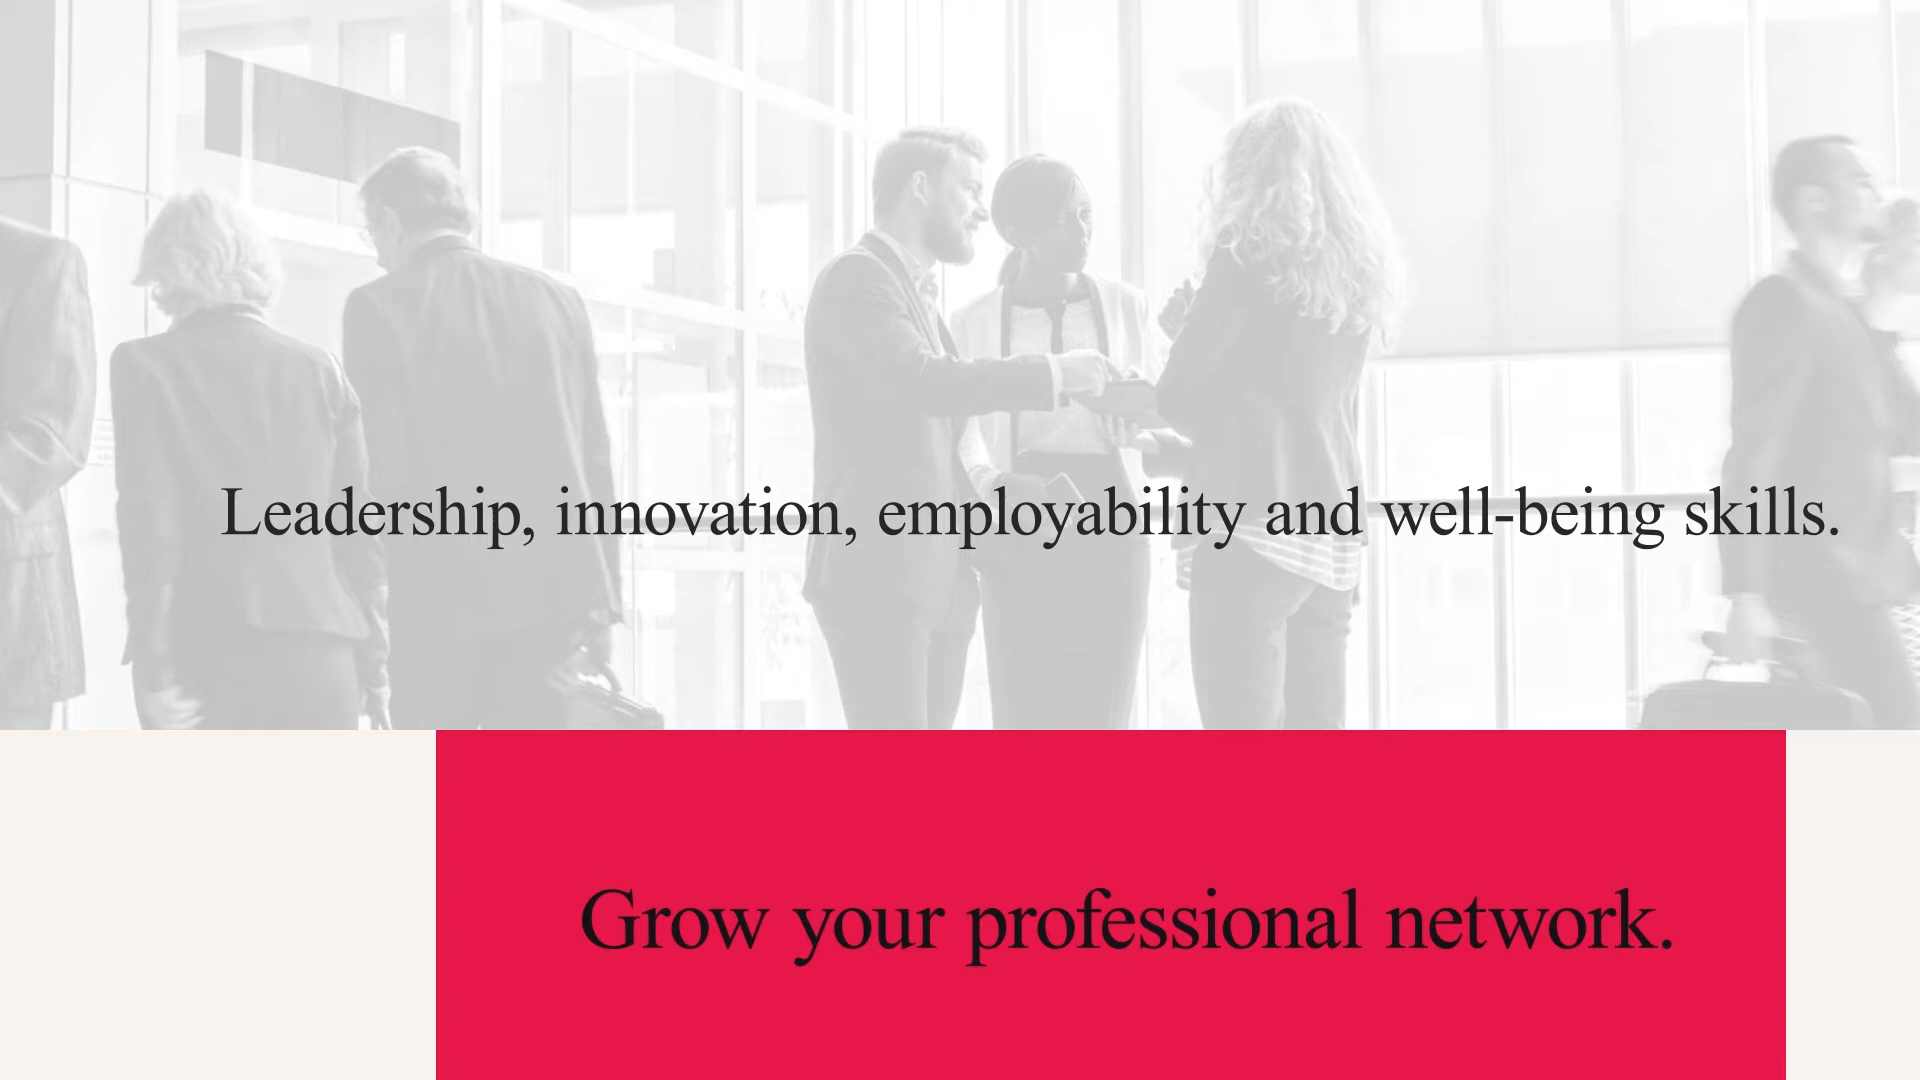 Leadership, innovation, employability and well-being skills.
Grow your professional network.